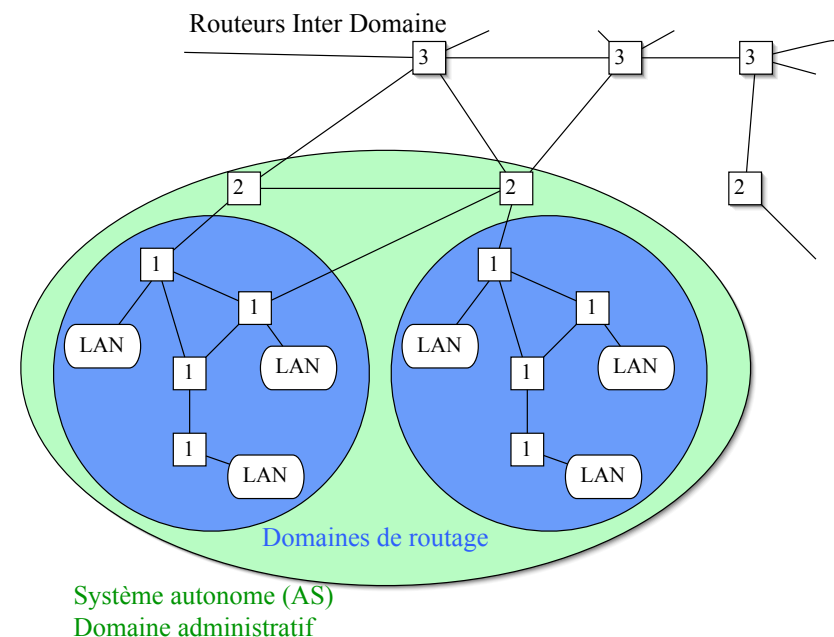 Routeurs Inter Domaine
3 3 3
2 2 2
1 1
1 1
LAN LAN
1 LAN 1 LAN
1 1
LAN LAN
Domaines de routage
Système autonome (AS)
Domaine administratif